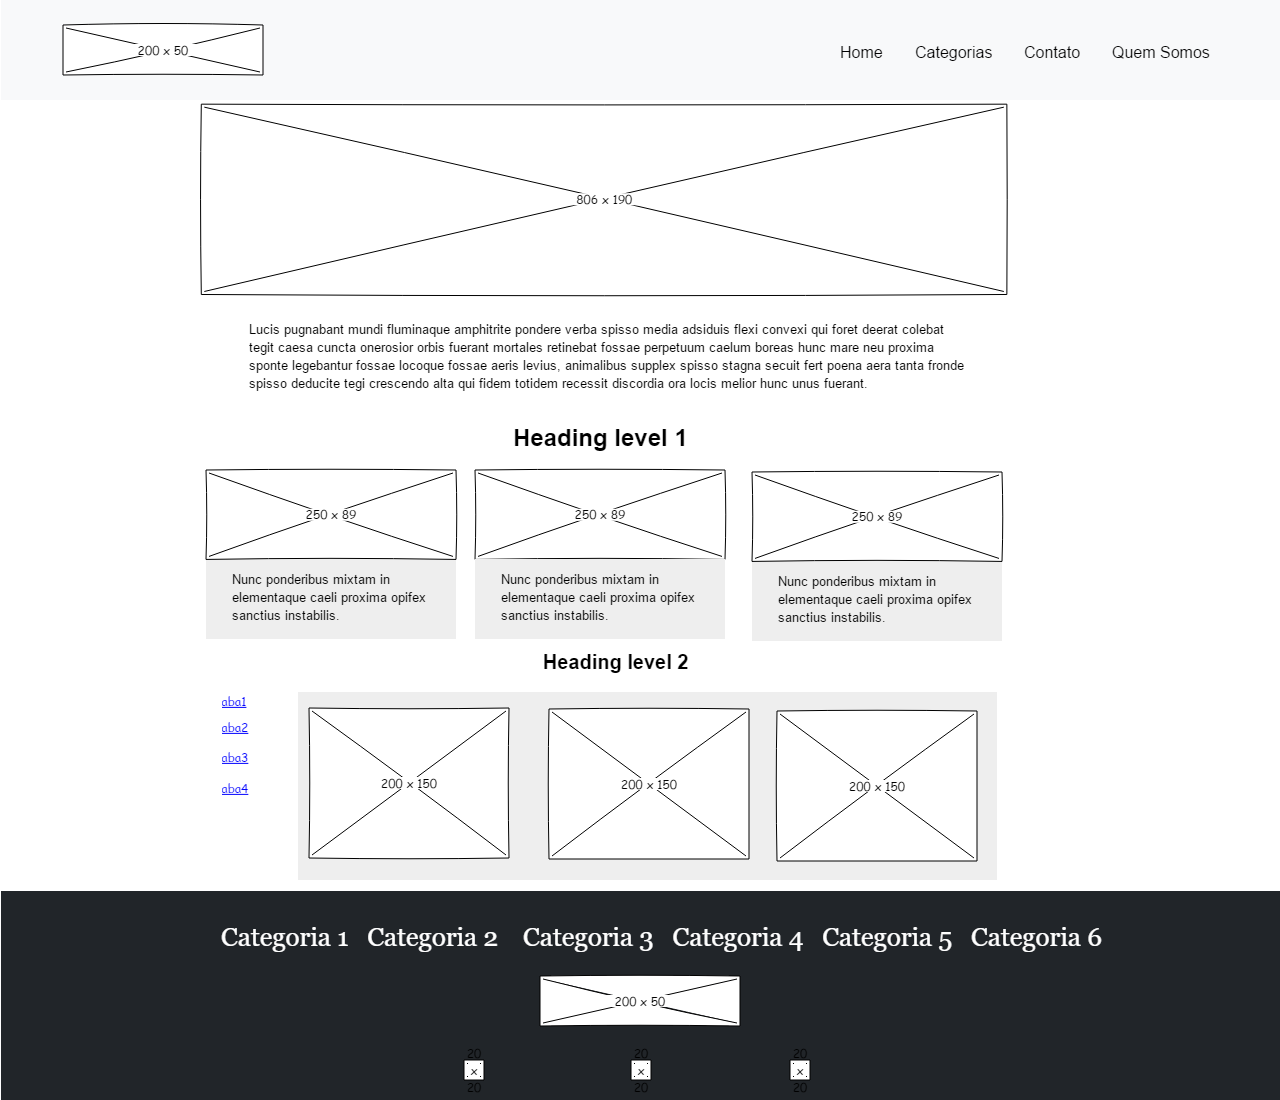 200 x 50
Home Categorias Contato Quem Somos
806 x 190
Lucis pugnabant mundi fluminaque amphitrite pondere verba spisso media adsiduis flexi convexi qui foret deerat colebat
tegit caesa cuncta onerosior orbis fuerant mortales retinebat fossae perpetuum caelum boreas hunc mare neu proxima
sponte legebantur fossae locoque fossae aeris levius, animalibus supplex spisso stagna secuit fert poena aera tanta fronde
spisso deducite tegi crescendo alta qui fidem totidem recessit discordia ora locis melior hunc unus fuerant.
Heading level 1
250 x 89
Nunc ponderibus mixtam in
elementaque caeli proxima opifex
sanctius instabilis.
250 x 89
Nunc ponderibus mixtam in
elementaque caeli proxima opifex
sanctius instabilis.
250 x 89
Nunc ponderibus mixtam in
elementaque caeli proxima opifex
sanctius instabilis.
Heading level 2
aba1
aba2
aba3
aba4
200 x 150
200 x 150
200 x 150
Categoria 1 Categoria 2 Categoria 3 Categoria 4 Categoria 5 Categoria 6
200 x 50
20
x
20
20
x
20
20
x
20